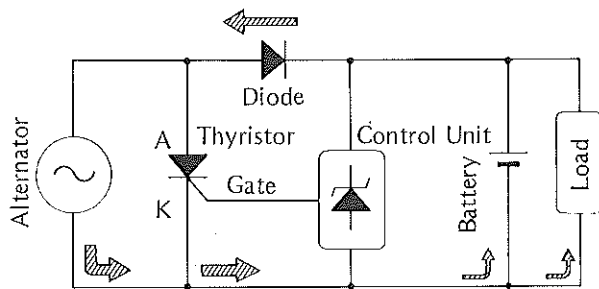 Diode
A Thyristor
Control Unit
Gate
K
Alternator
Battery
Load